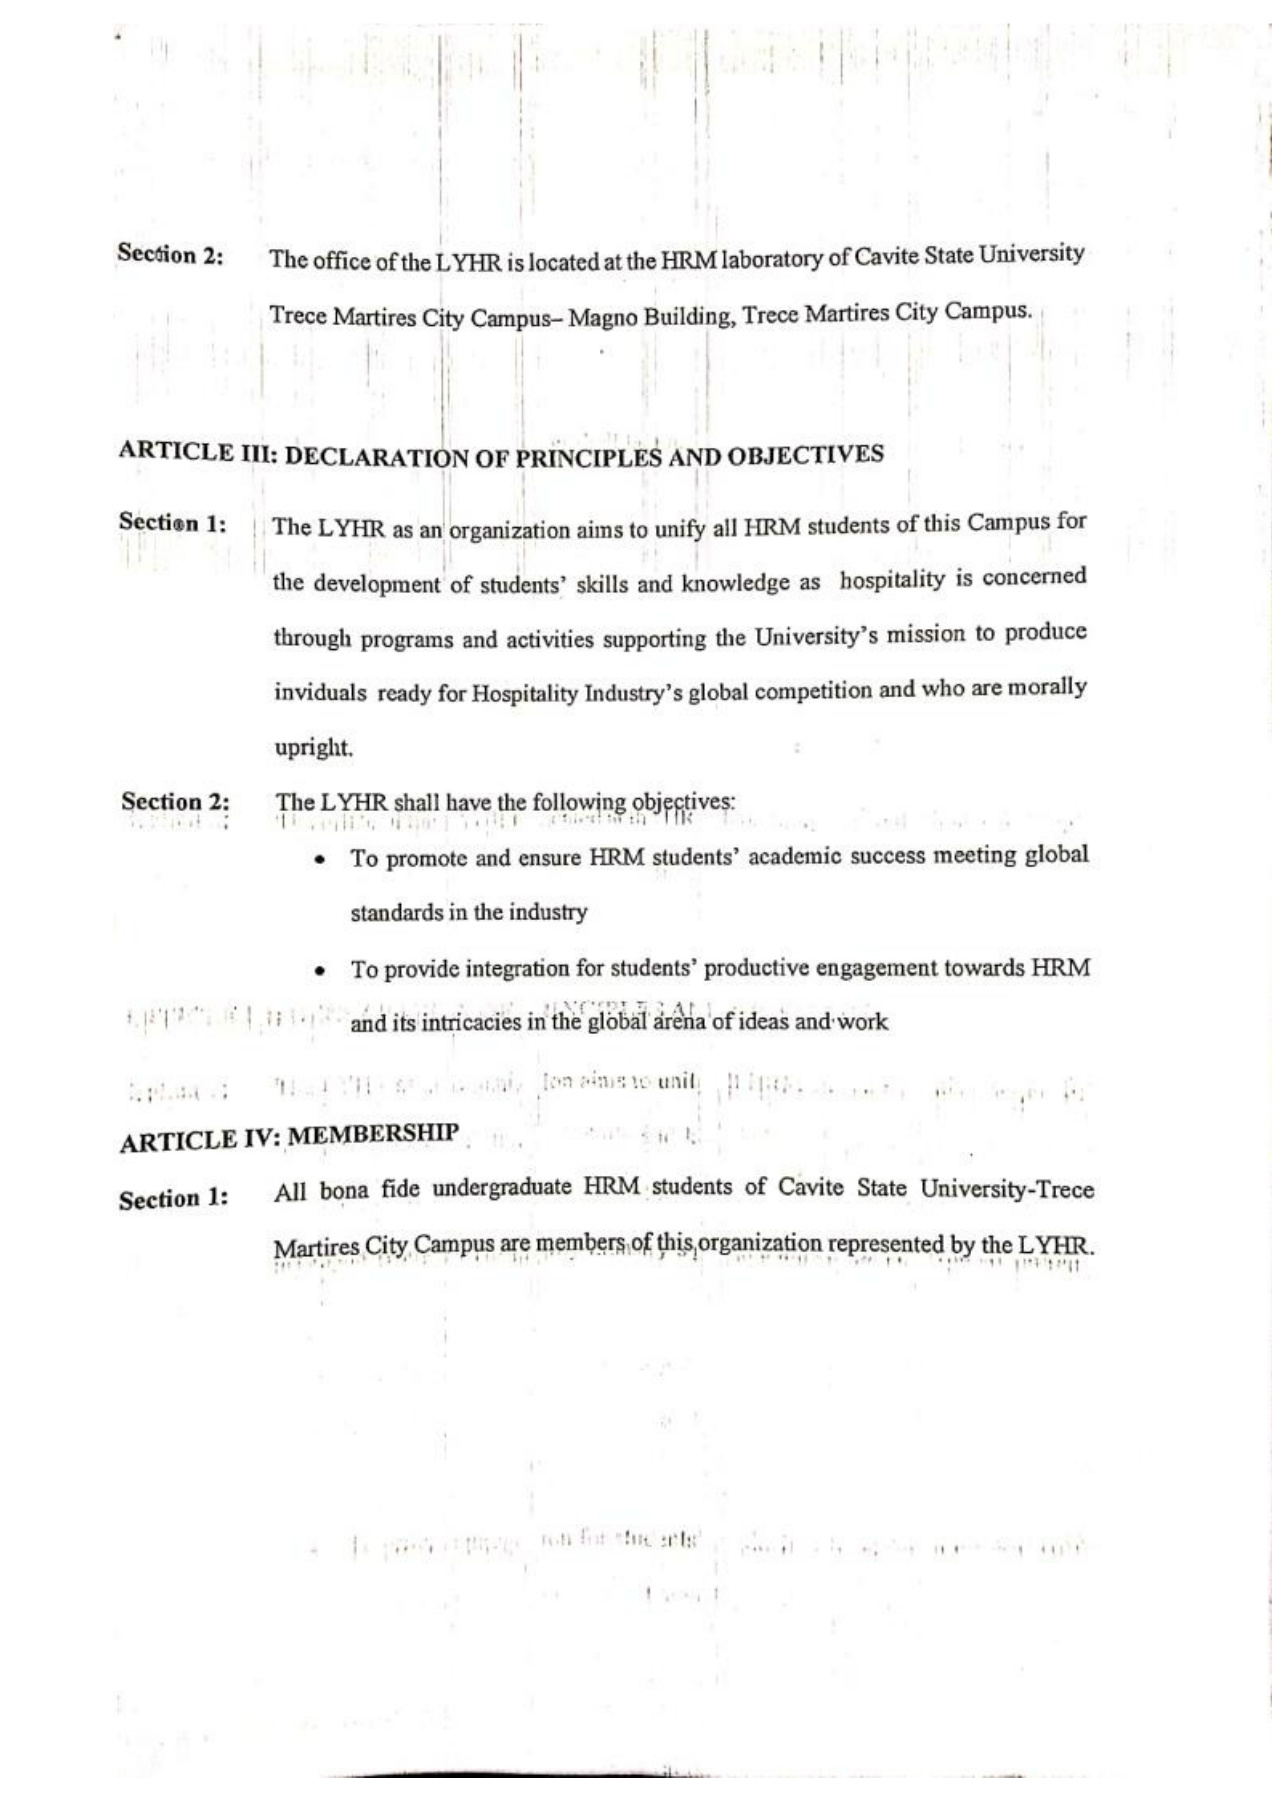 Section 2: The office of the LYHR is located at the HRM laboratory of Cavite State University
Trece Martires City Campus– Magno Building, Trece Martires City Campus.
ARTICLE III: DECLARATION OF PRINCIPLES AND OBJECTIVES
Section 1: The LYHR as an organization aims to unify all HRM students of this Campus for
the development of students' skills and knowledge as hospitality is concerned
through programs and activities supporting the University's mission to produce
inviduals ready for Hospitality Industry's global competition and who are morally
upright.
Section 2: The LYHR shall have the following objectives:
• To promote and ensure HRM students' academic success meeting global
standards in the industry
• To provide integration for students' productive engagement towards HRM
and its intricacies in the global arena of ideas and work
ARTICLE IV: MEMBERSHIP
Section 1: All bona fide undergraduate HRM students of Cavite State University-Trece
Martires City Campus are members of this organization represented by the LYHR.